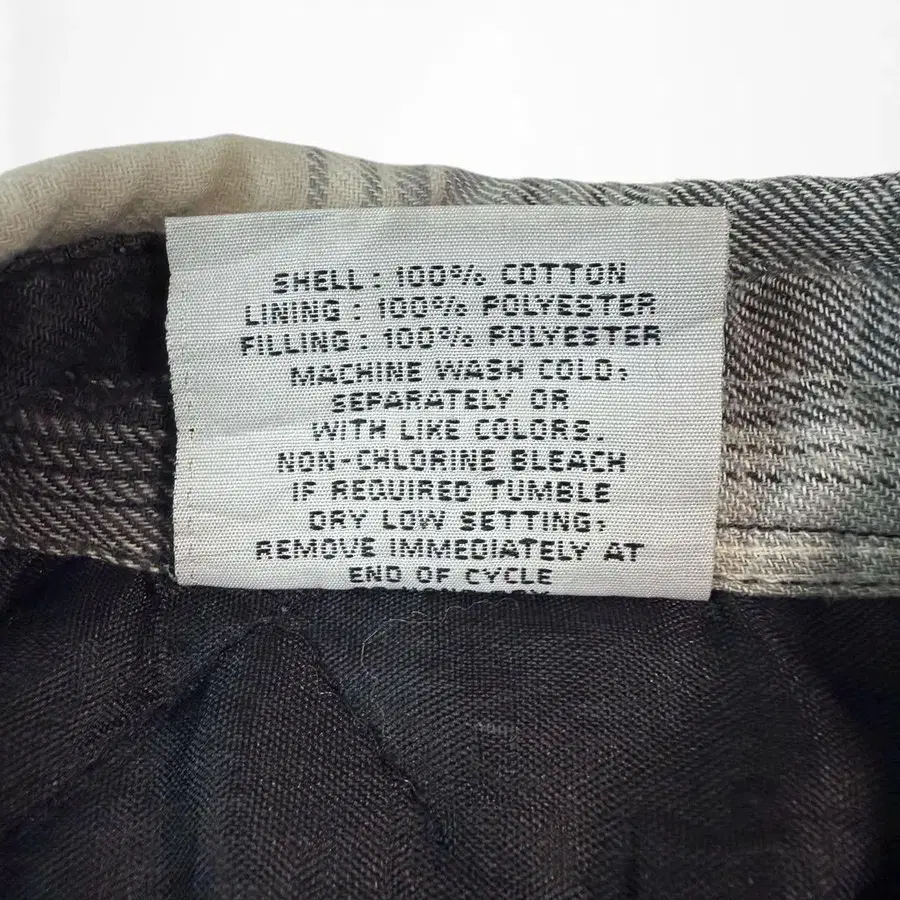 SHELL : 100% COTTON
LINING : 100% POLYESTER
FILLING : 100% POLYESTER
MACHINE WASH COLD,
SEPARATELY OR
WITH LIKE COLORS.
NON-CHLORINE BLEACH
IF REQUIRED TUMBLE
DRY LOW SETTING,
REMOVE IMMEDIATELY AT
END OF CYCLE